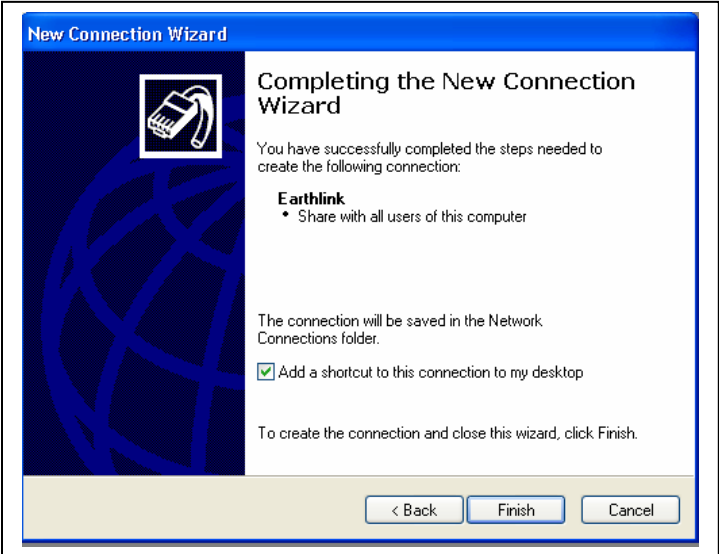 New Connection Wizard
Completing the New Connection
Wizard
You have successfully completed the steps needed to
create the following connection:
Earthlink
• Share with all users of this computer
The connection will be saved in the Network
Connections folder.
Add a shortcut to this connection to my desktop
To create the connection and close this wizard, click Finish.
< Back Finish Cancel